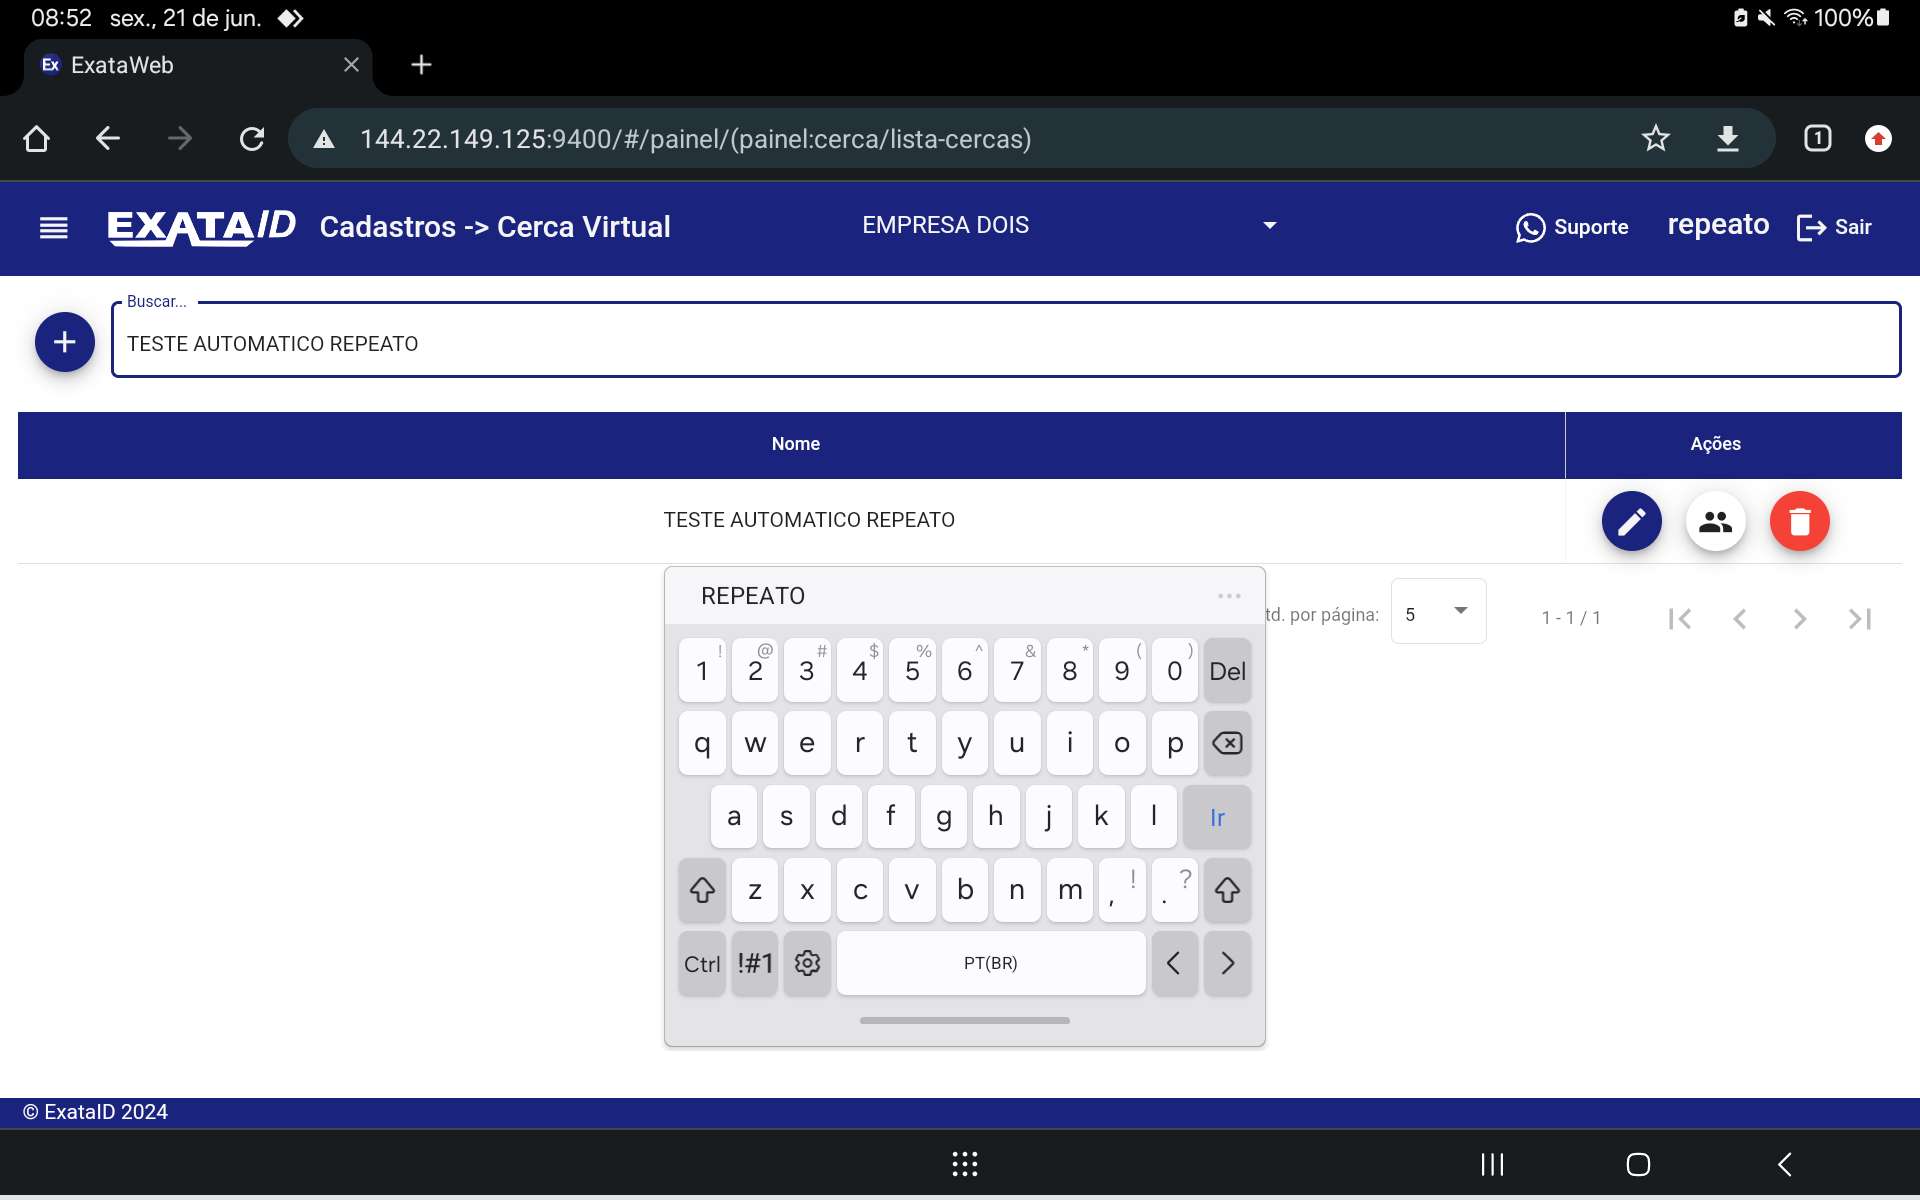 08:52 sex., 21 de jun. 100%
Ex ExataWeb
144.22.149.125:9400/#/painel/(painel:cerca/lista-cercas) 1
EXATAID Cadastros -> Cerca Virtual EMPRESA DOIS Suporte repeato Sair
Buscar...
TESTE AUTOMATICO REPEATO
Nome Ações
TESTE AUTOMATICO REPEATO
REPEATO
td. por página: 5 1 - 1 / 1
! @ # $ % ^ & * ( )
1 2 3 4 5 6 7 8 9 0 Del
q w e r t y u i o p
a s d f g h j k l Ir
z x c v b n m , ! . ?
Ctrl !#1 PT(BR) < >
© ExataID 2024